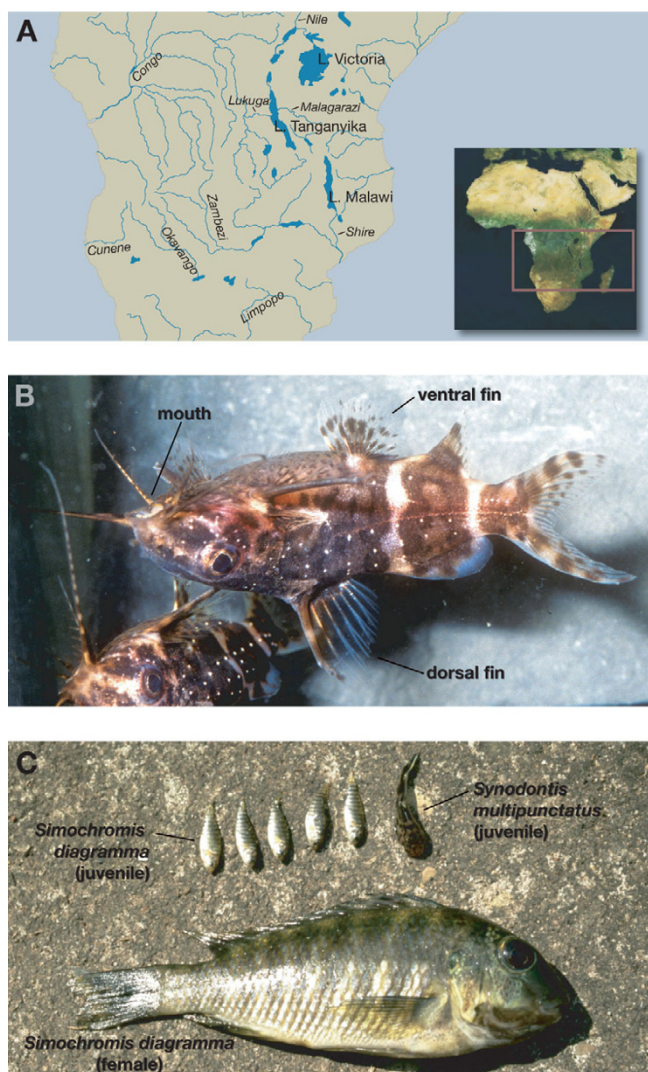 A
Nile
L. Victoria
Congo
Lukuga
Malagarazi
L. Tanganyika
L. Malawi
Zambezi
Shire
Okavango
Cunene
Limpopo
B
ventral fin
mouth
dorsal fin
C
Simochromis
diagramma
(juvenile)
Synodontis
multipunctatus
(juvenile)
Simochromis diagramma
(female)